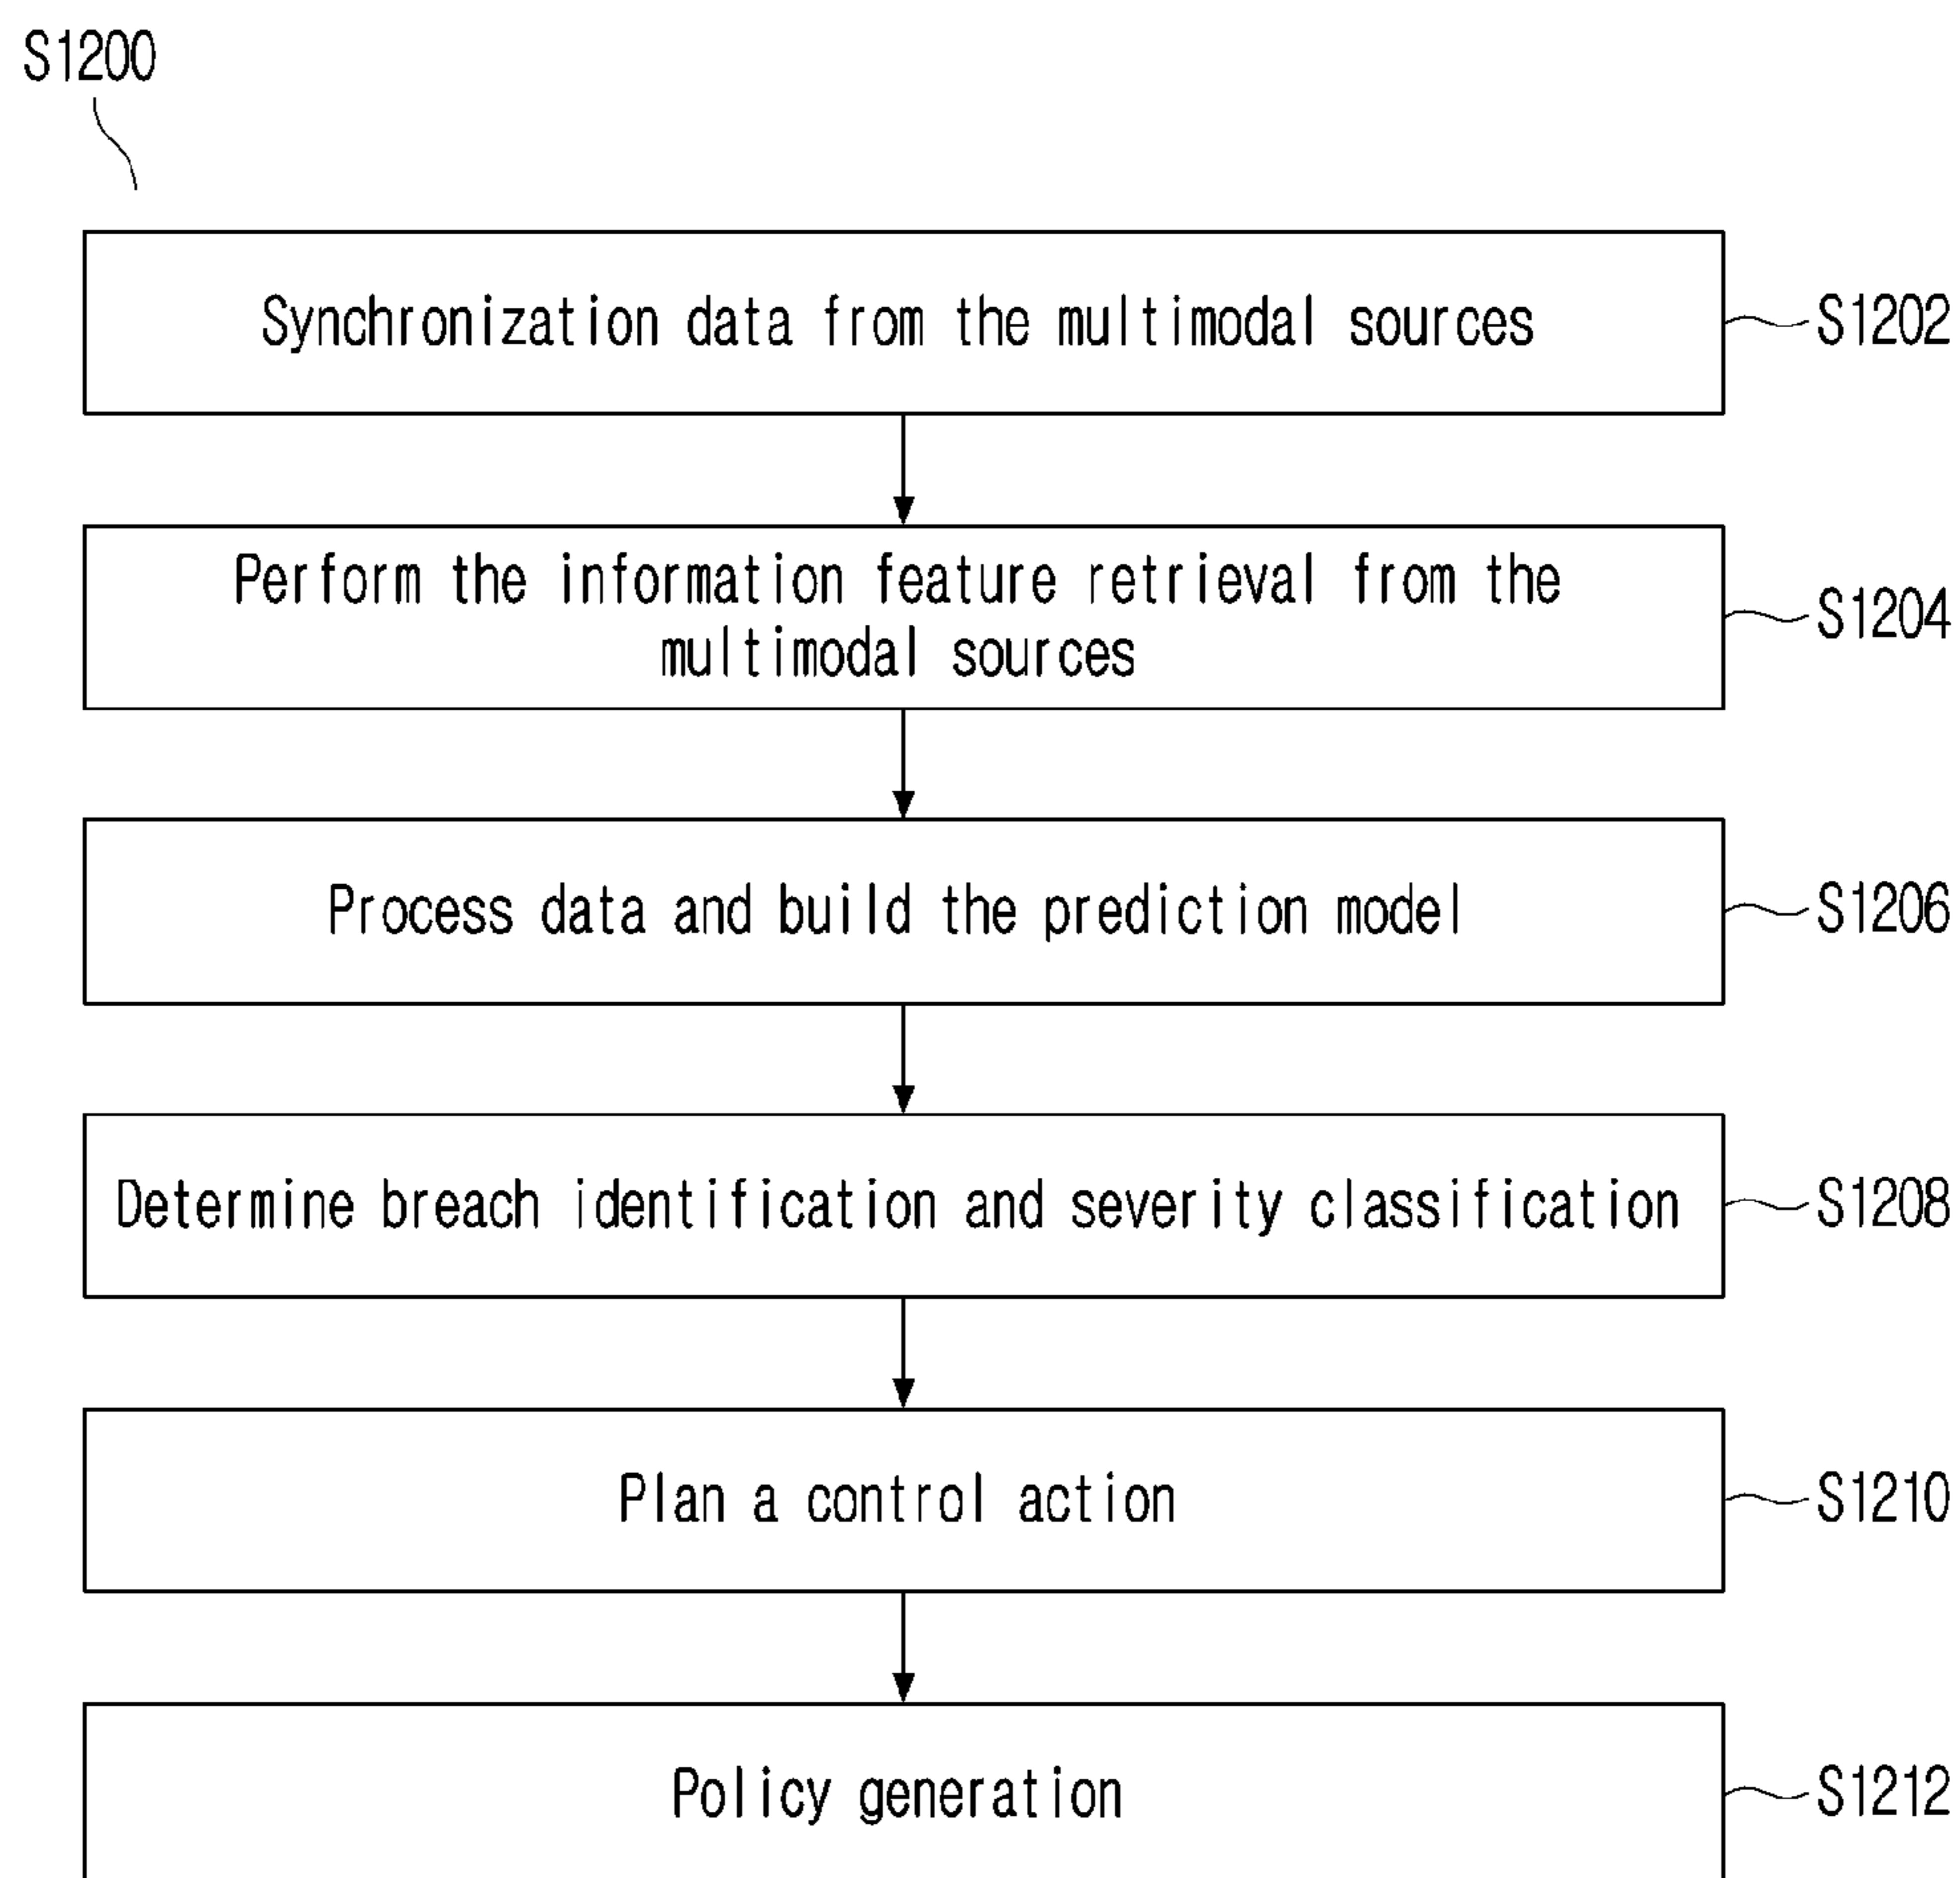 S1200
Synchronization data from the multimodal sources
S1202
Perform the information feature retrieval from the
multimodal sources
S1204
Process data and build the prediction model
S1206
Determine breach identification and severity classification
S1208
Plan a control action
S1210
Policy generation
S1212